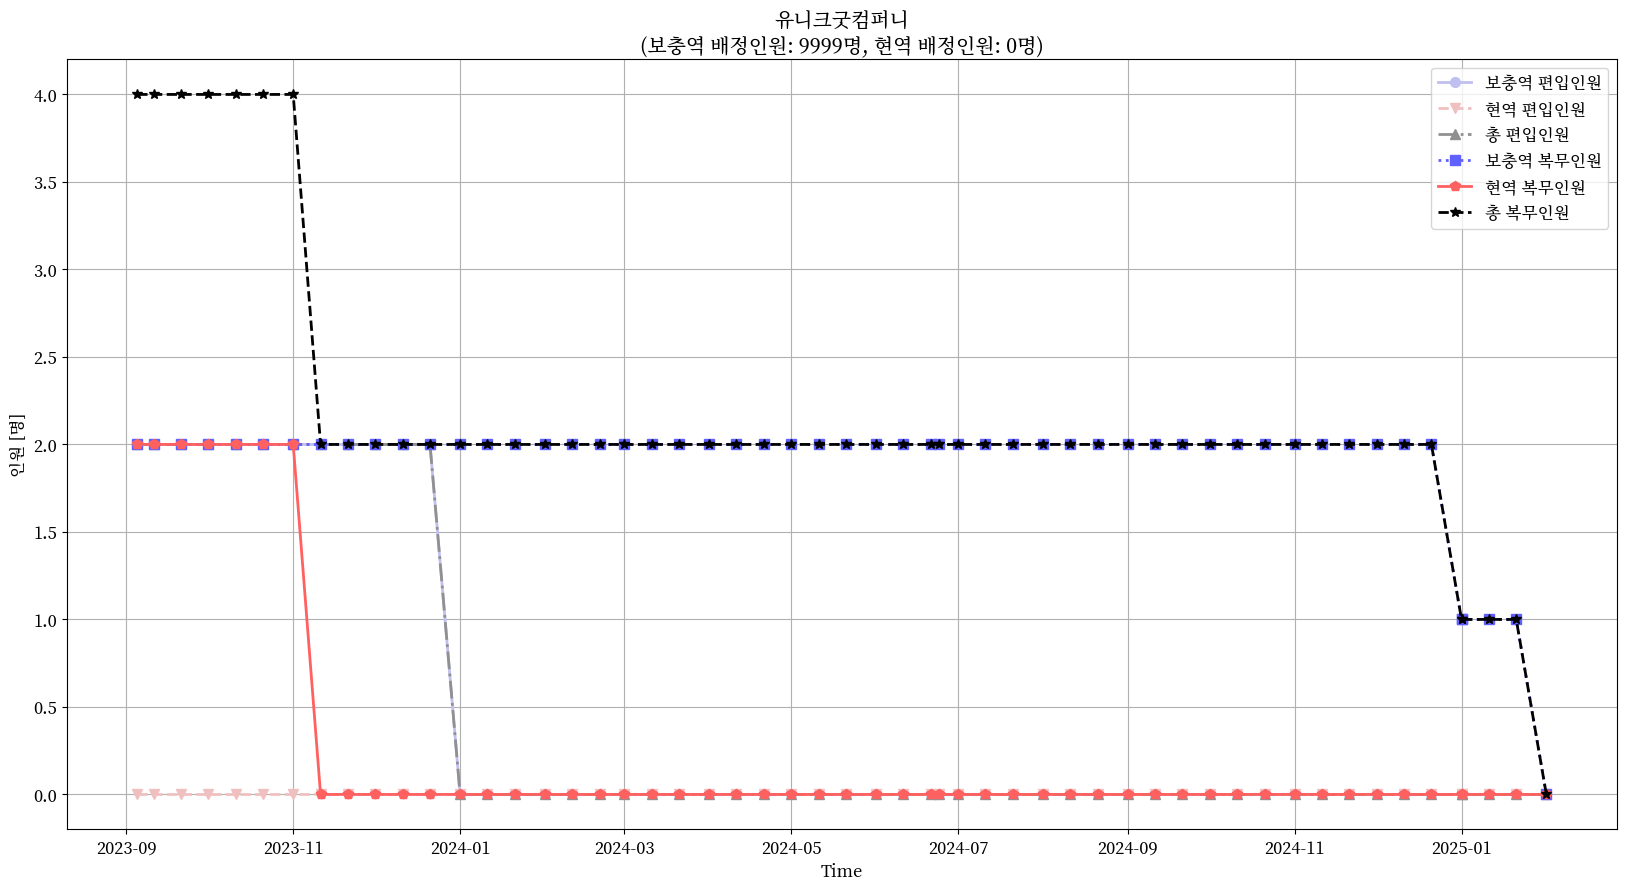 유니크굿컴퍼니
(보충역 배정인원: 9999명, 현역 배정인원: 0명)
보충역 편입인원
현역 편입인원
총 편입인원
보충역 복무인원
현역 복무인원
총 복무인원
인원 [명]
4.0
3.5
3.0
2.5
2.0
1.5
1.0
0.5
0.0
2023-09
2023-11
2024-01
2024-03
2024-05
2024-07
2024-09
2024-11
2025-01
Time